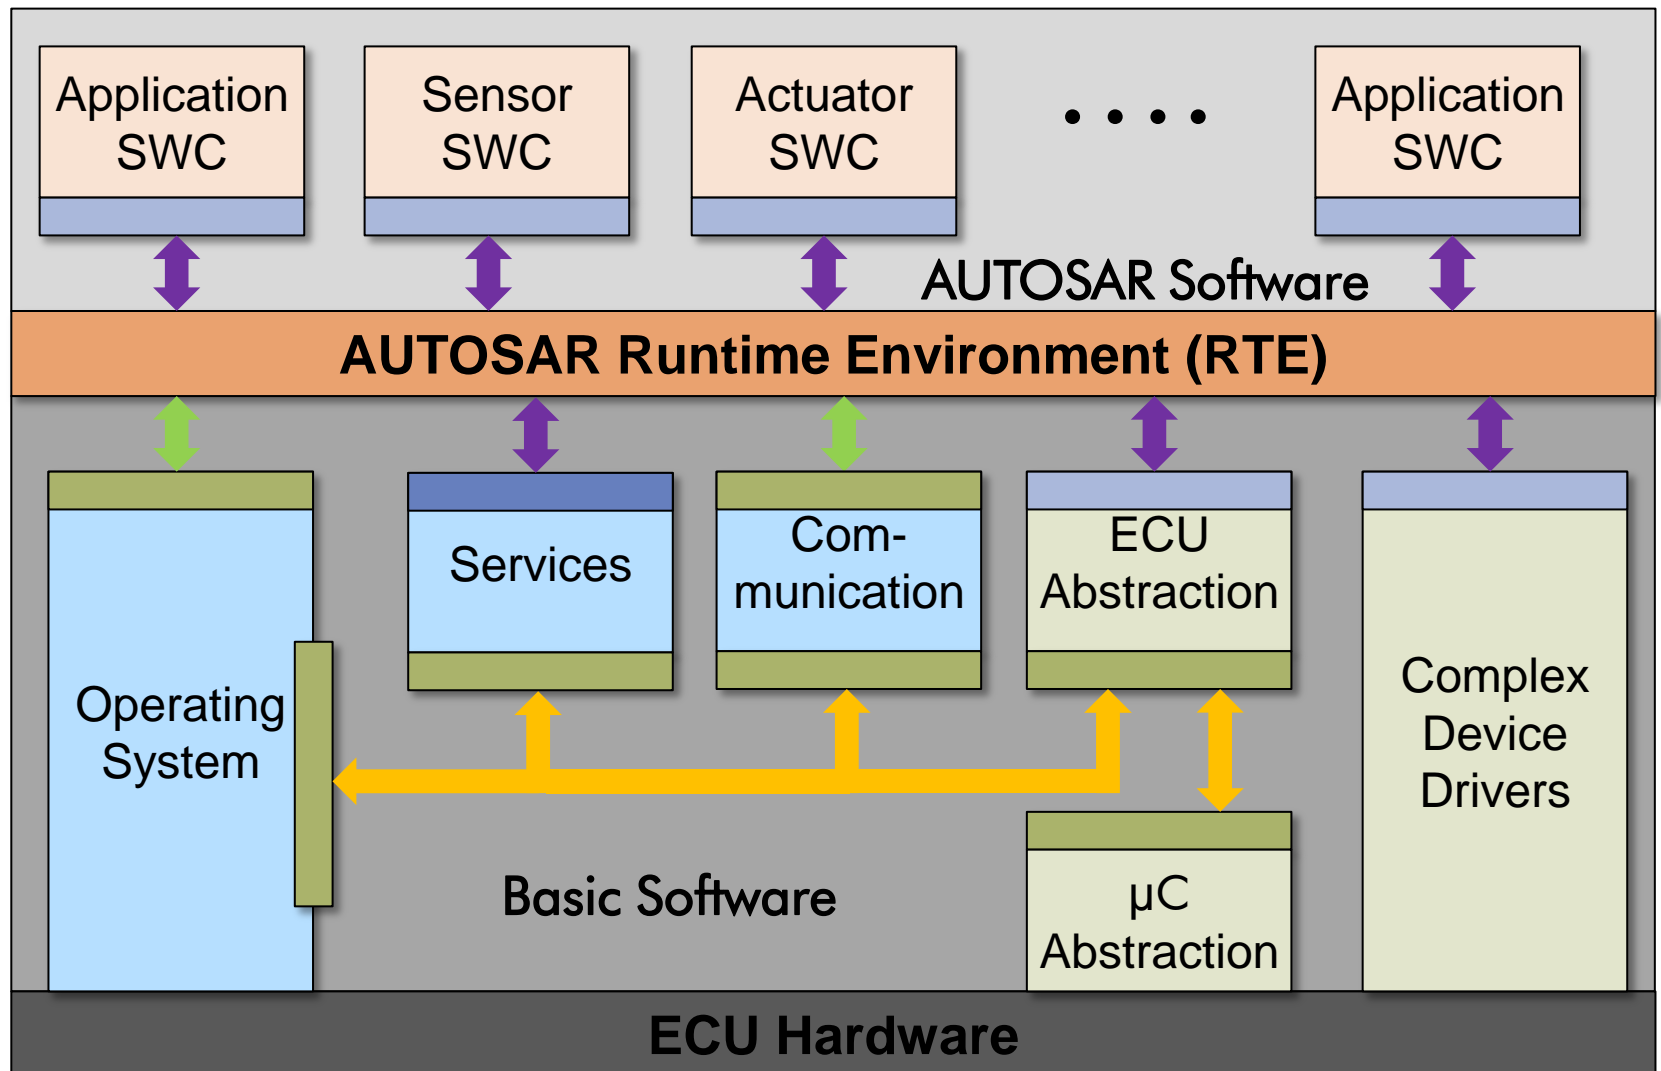 Application
SWC
Sensor
SWC
Actuator
SWC
. . . .
Application
SWC
AUTOSAR Software
AUTOSAR Runtime Environment (RTE)
Operating
System
Services
Com-
munication
ECU
Abstraction
Complex
Device
Drivers
Basic Software
µC
Abstraction
ECU Hardware